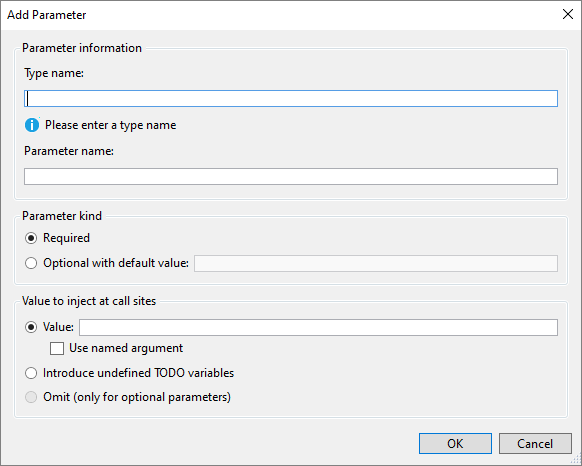 Add Parameter
Parameter information
Type name:
Please enter a type name
Parameter name:
Parameter kind
Required
Optional with default value:
Value to inject at call sites
Value:
Use named argument
Introduce undefined TODO variables
Omit (only for optional parameters)
OK Cancel